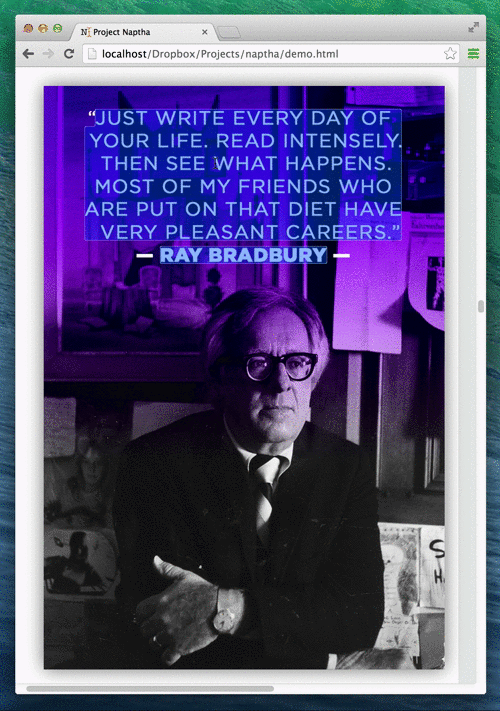 Project Naptha
localhost/Dropbox/Projects/naptha/demo.html
“JUST WRITE EVERY DAY OF
YOUR LIFE. READ INTENSELY.
THEN SEE WHAT HAPPENS.
MOST OF MY FRIENDS WHO
ARE PUT ON THAT DIET HAVE
VERY PLEASANT CAREERS.”
— RAY BRADBURY —